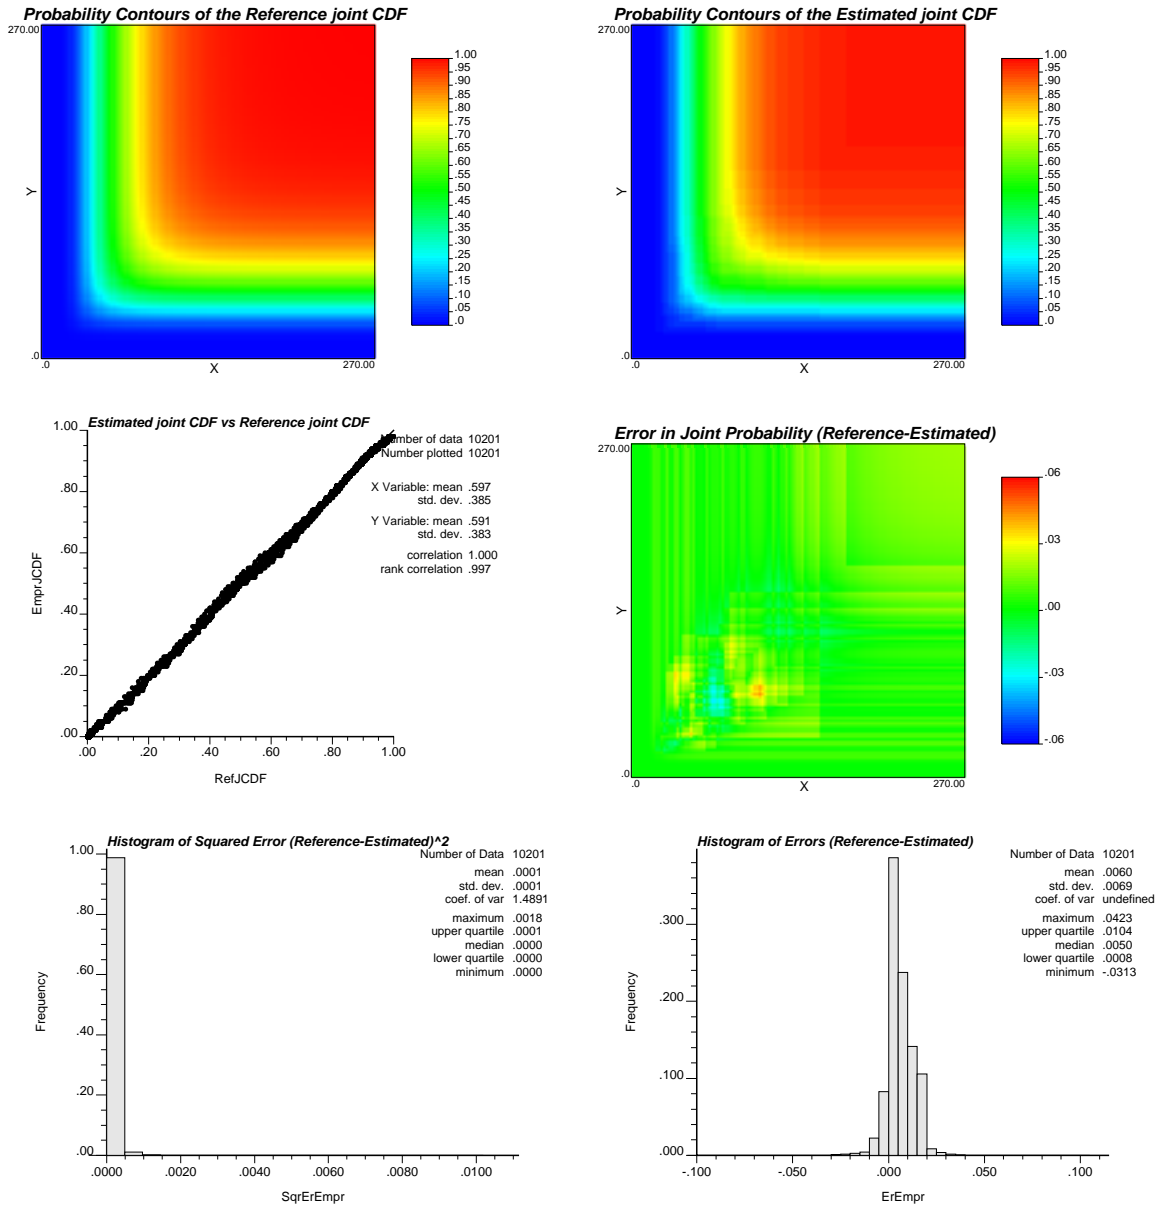 Probability Contours of the Reference joint CDF
270.00
Y
.0
.0
X
270.00
1.00
.95
.90
.85
.80
.75
.70
.65
.60
.55
.50
.45
.40
.35
.30
.25
.20
.15
.10
.05
.0
Probability Contours of the Estimated joint CDF
270.00
Y
.0
.0
X
270.00
1.00
.95
.90
.85
.80
.75
.70
.65
.60
.55
.50
.45
.40
.35
.30
.25
.20
.15
.10
.05
.0
Estimated joint CDF vs Reference joint CDF
Number of data 10201
Number plotted 10201
X Variable: mean .597
std. dev. .385
Y Variable: mean .591
std. dev. .383
correlation 1.000
rank correlation .997
EmprJCDF
1.00
.80
.60
.40
.20
.00
.00 .20 .40 .60 .80 1.00
RefJCDF
Error in Joint Probability (Reference-Estimated)
270.00
Y
.0
.0
X
270.00
.06
.03
.00
-.03
-.06
Histogram of Squared Error (Reference-Estimated)^2
Number of Data 10201
mean .0001
std. dev. .0001
coef. of var 1.4891
maximum .0018
upper quartile .0001
median .0000
lower quartile .0000
minimum .0000
Frequency
1.00
.80
.60
.40
.20
.00
.0000 .0020 .0040 .0060 .0080 .0100
SqrErEmpr
Histogram of Errors (Reference-Estimated)
Number of Data 10201
mean .0060
std. dev. .0069
coef. of var undefined
maximum .0423
upper quartile .0104
median .0050
lower quartile .0008
minimum -.0313
Frequency
.300
.200
.100
.000
-.100 -.050 .000 .050 .100
ErEmpr